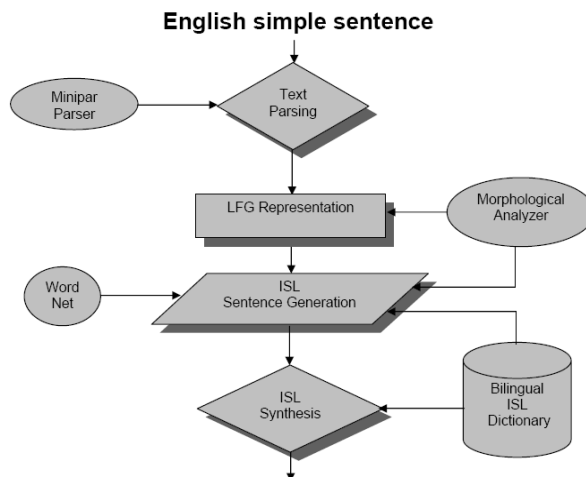 English simple sentence
Minipar
Parser
Text
Parsing
LFG Representation
Morphological
Analyzer
Word
Net
ISL
Sentence Generation
ISL
Synthesis
Bilingual
ISL
Dictionary